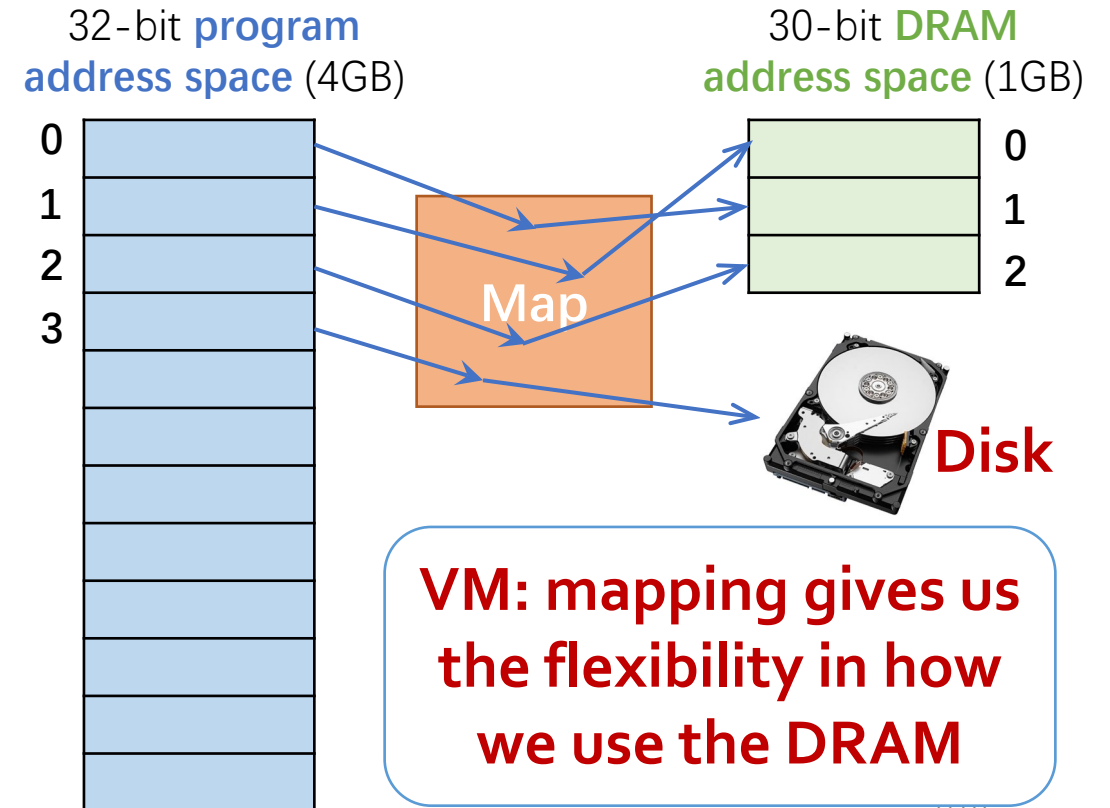 32-bit program
address space (4GB)
30-bit DRAM
address space (1GB)
0
1
2
3
Map
0
1
2
Disk
VM: mapping gives us
the flexibility in how
we use the DRAM